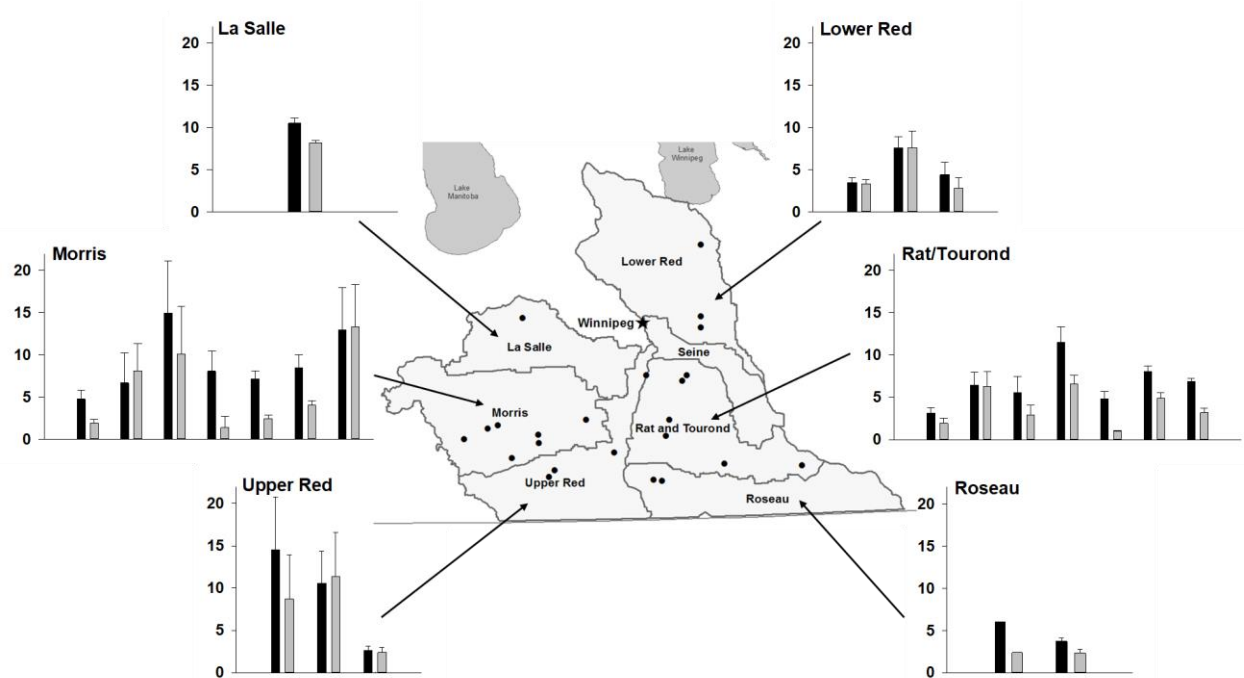 La Salle
20
15
10
5
0
Lower Red
20
15
10
5
0
Lake
Manitoba
Lake
Winnipeg
Morris
20
15
10
5
0
Rat/Tourond
20
15
10
5
0
Lower Red
Winnipeg
Seine
La Salle
Morris
Rat and Tourond
Upper Red
Roseau
Upper Red
20
15
10
5
0
Roseau
20
15
10
5
0